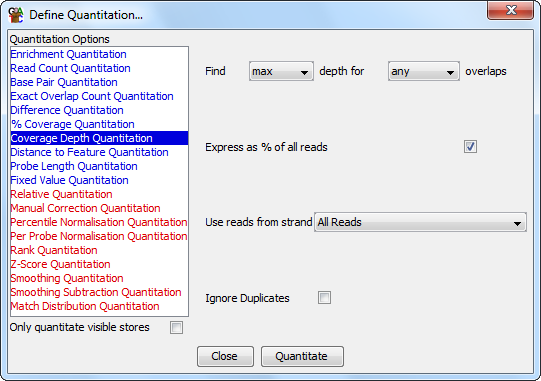 Define Quantitation...
Quantitation Options
Enrichment Quantitation
Read Count Quantitation
Base Pair Quantitation
Exact Overlap Count Quantitation
Difference Quantitation
% Coverage Quantitation
Coverage Depth Quantitation
Distance to Feature Quantitation
Probe Length Quantitation
Fixed Value Quantitation
Relative Quantitation
Manual Correction Quantitation
Percentile Normalisation Quantitation
Per Probe Normalisation Quantitation
Rank Quantitation
Z-Score Quantitation
Smoothing Quantitation
Smoothing Subtraction Quantitation
Match Distribution Quantitation
Only quantitate visible stores
Find max depth for any overlaps
Express as % of all reads
Use reads from strand All Reads
Ignore Duplicates
Close Quantitate